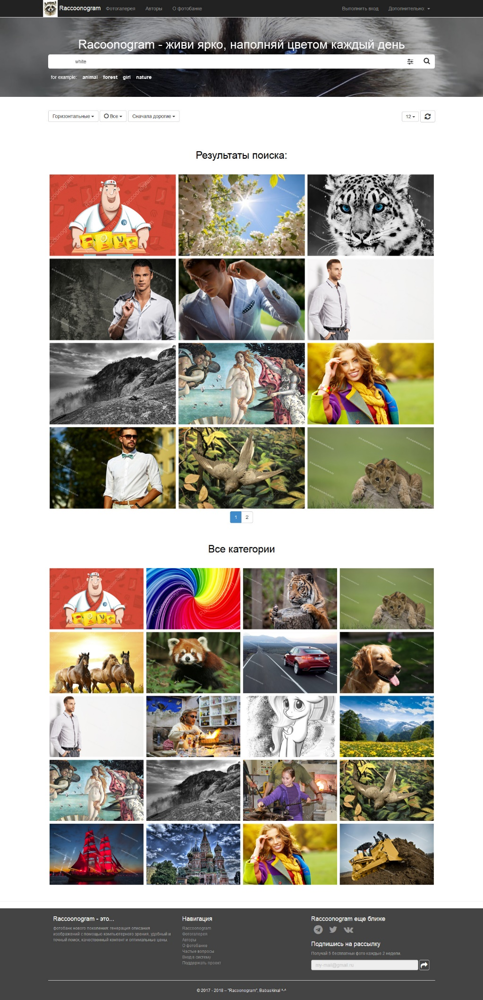 Raccoonogram Фотогалерея Авторы О фотобанке Выполнить вход Дополнительно:
Racoonogram - живи ярко, наполняй цветом каждый день
white
for example: animal forest girl nature
Горизонтальные Все Сначала дорогие 12
Результаты поиска:
1 2
Все категории
Raccoonogram - это...
фотобанк нового поколения: генерация описания
изображений с помощью компьютерного зрения, удобный и
точный поиск, качественный контент и оптимальные цены.
Навигация
Raccoonogram
Фотогалерея
Авторы
О фотобанке
Частые вопросы
Вход в систему
Поддержать проект
Raccoonogram еще ближе
Подпишись на рассылку
Получай 5 бесплатных фото каждые 2 недели.
my-mail@gmail.ru
© 2017 - 2018 – "Racoonogram", Babaskinal ^-^